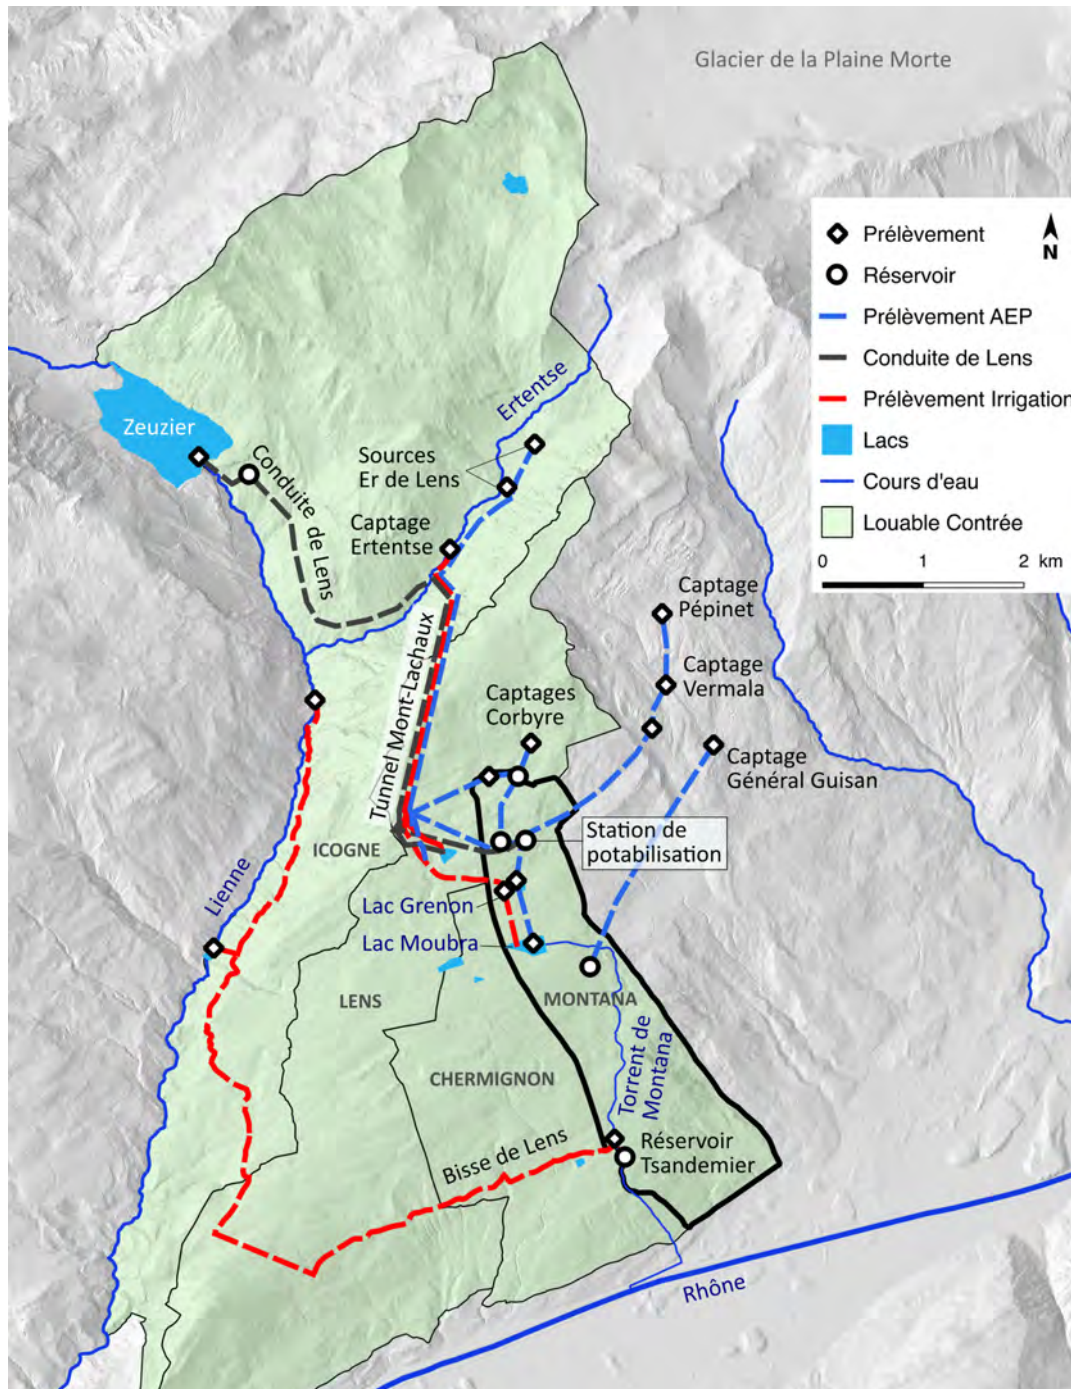 Glacier de la Plaine Morte
Prélèvement
N
Réservoir
Prélèvement AEP
Conduite de Lens
Prélèvement Irrigation
Lacs
Cours d'eau
Louable Contrée
0 1 2 km
Ertentse
Zeuzier
Conduite de Lens
Sources
Er de Lens
Captage
Ertentse
Captage
Pépinet
Captage
Vermala
Tunnel Mont-Lachaux
Captages
Corbyre
Captage
Général Guisan
Station de
potabilisation
ICOGNE
Lienne
Lac Grenon
Lac Moubra
LENS
MONTANA
CHERMIGNON
Torrent de
Montana
Bisse de Lens
Réservoir
Tsandemier
Rhône